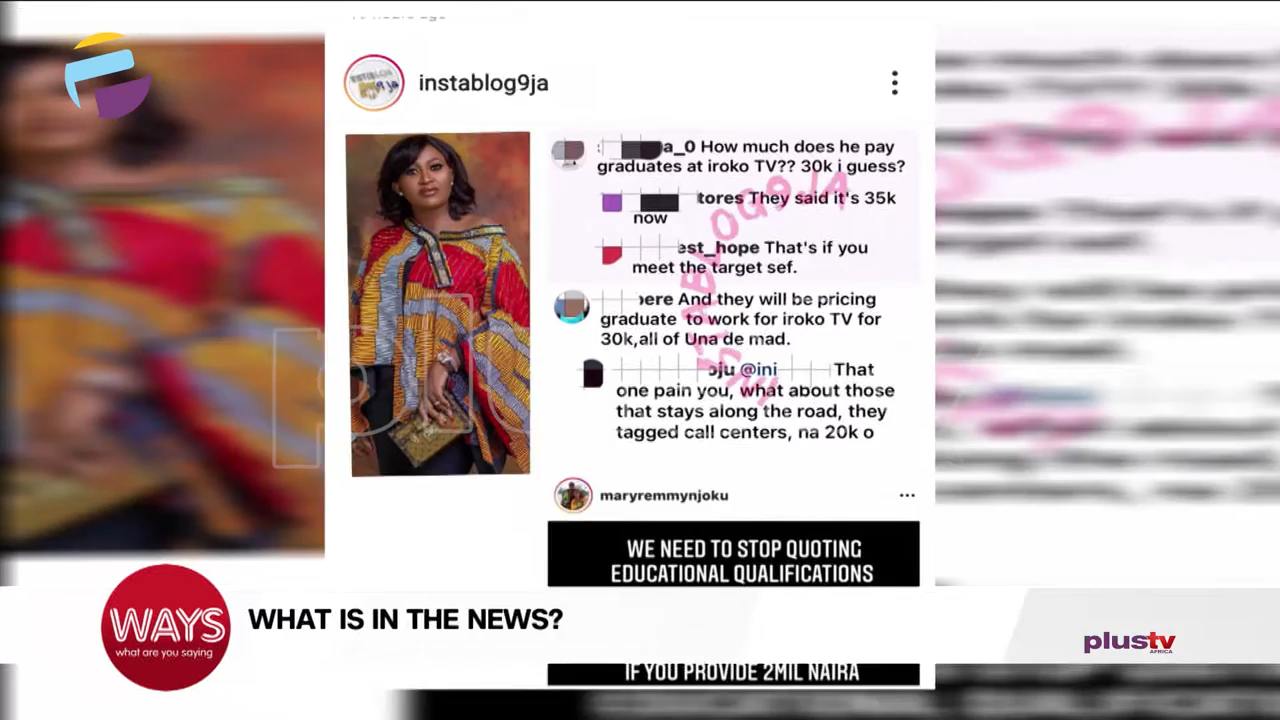 instablog9ja
a_0 How much does he pay
graduates at iroko TV?? 30k i guess?
tores They said it's 35k
now
est_hope That's if you
meet the target sef.
pere And they will be pricing
graduate to work for iroko TV for
30k,all of Una de mad.
oju @ini That
one pain you, what about those
that stays along the road, they
tagged call centers, na 20k o
INSTABLOG9JA
maryremmynjoku
WE NEED TO STOP QUOTING
EDUCATIONAL QUALIFICATIONS
WAYS
what are you saying
WHAT IS IN THE NEWS?
plustv
AFRICA
IF YOU PROVIDE 2MIL NAIRA